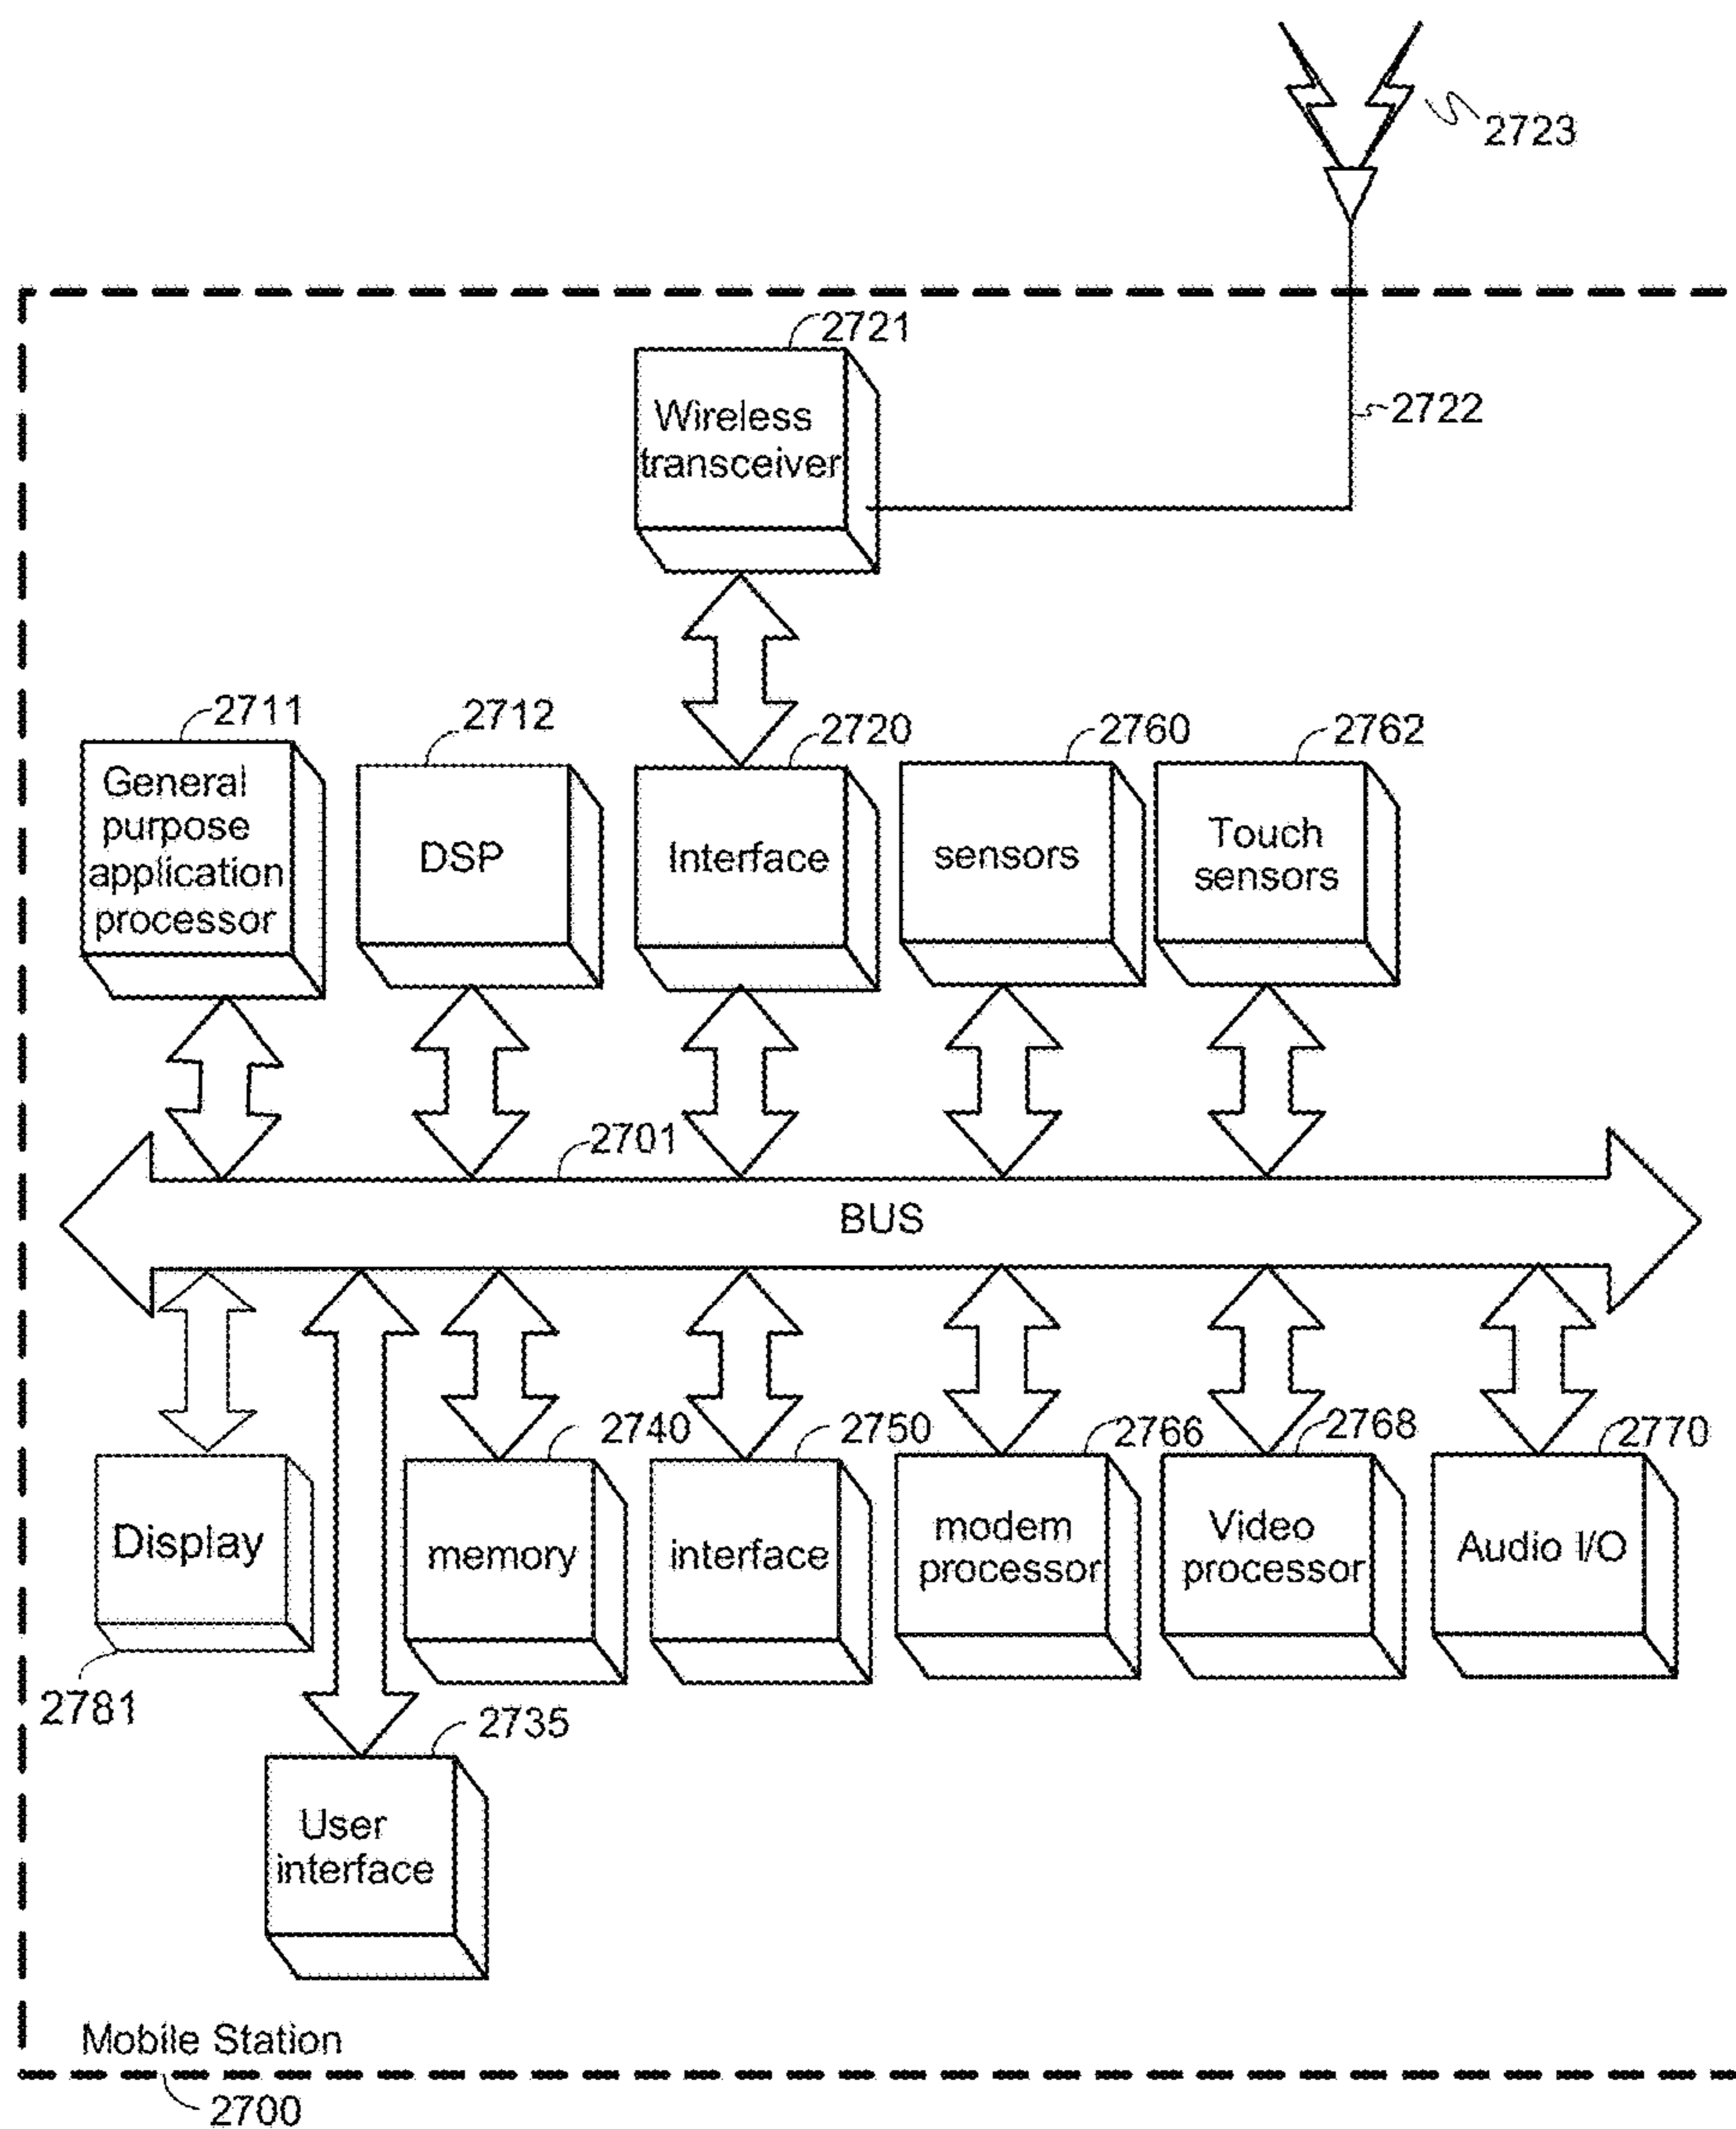 2723
2721
Wireless
transceiver
2722
2711
2712
2720
2760
2762
General
purpose
application
processor
DSP
Interface
sensors
Touch
sensors
2701
BUS
2740
2750
2766
2768
2770
Display
memory
interface
modem
processor
Video
processor
Audio I/O
2781
2735
User
interface
Mobile Station
2700